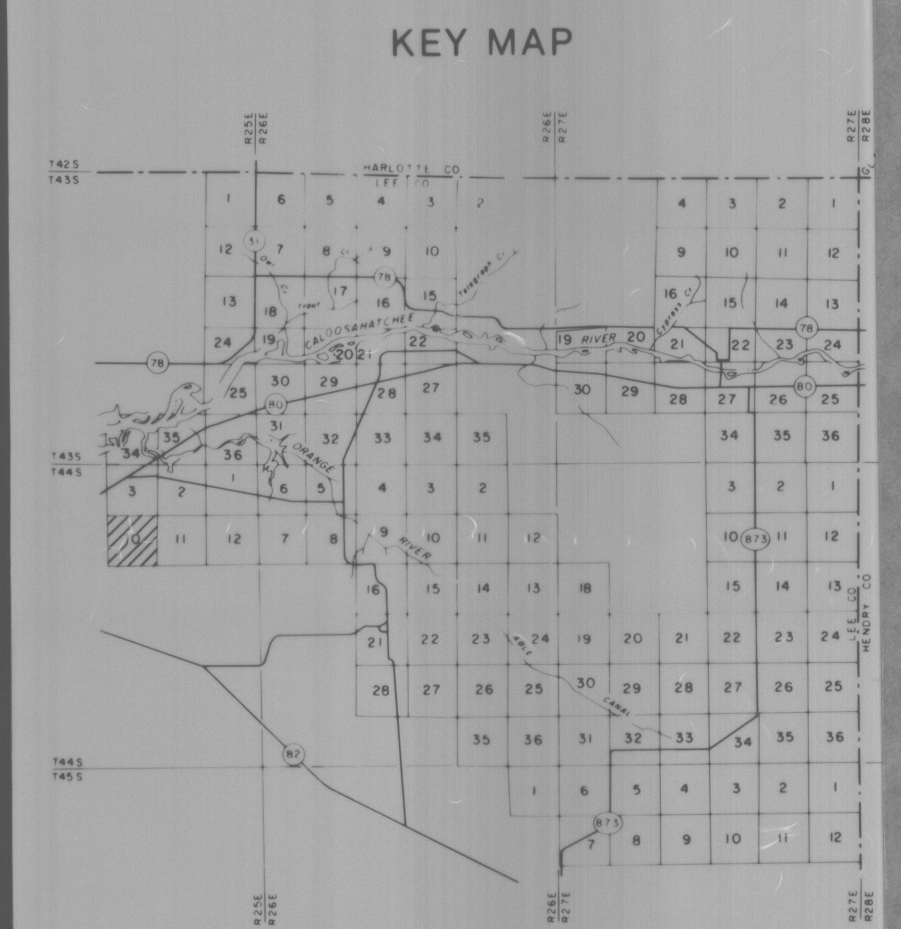 KEY MAP
R25E R26E R26E R27E R27E R28E
T42S
T43S
HARLOTTE CO
LEE CO
1 6 5 4 3 2 4 3 2 1
12 31 7 8 9 10 9 10 11 12
78
Telegraph Cr
13 18 17 16 15 16 15 14 13
Trout
Cypress Cr
78
CALOOSAHATCHEE
24 19 20 21 22 19 RIVER 20 21 22 23 24
78
25 30 29 28 27 30 29 28 27 26 25
80 80
34 35 36 31 32 33 34 35 34 35 36
ORANGE
T43S
T44S
3 2 1 6 5 4 3 2 3 2 1
10 11 12 7 8 9 10 11 12 10 873 11 12
RIVER
16 15 14 13 18 15 14 13
LEE CO
HENDRY CO
21 22 23 24 19 20 21 22 23 24
28 27 26 25 30 29 28 27 26 25
CANAL
35 36 31 32 33 34 35 36
82
T44S
T45S
1 6 5 4 3 2 1
873
7 8 9 10 11 12
R25E R26E R26E R27E R27E R28E